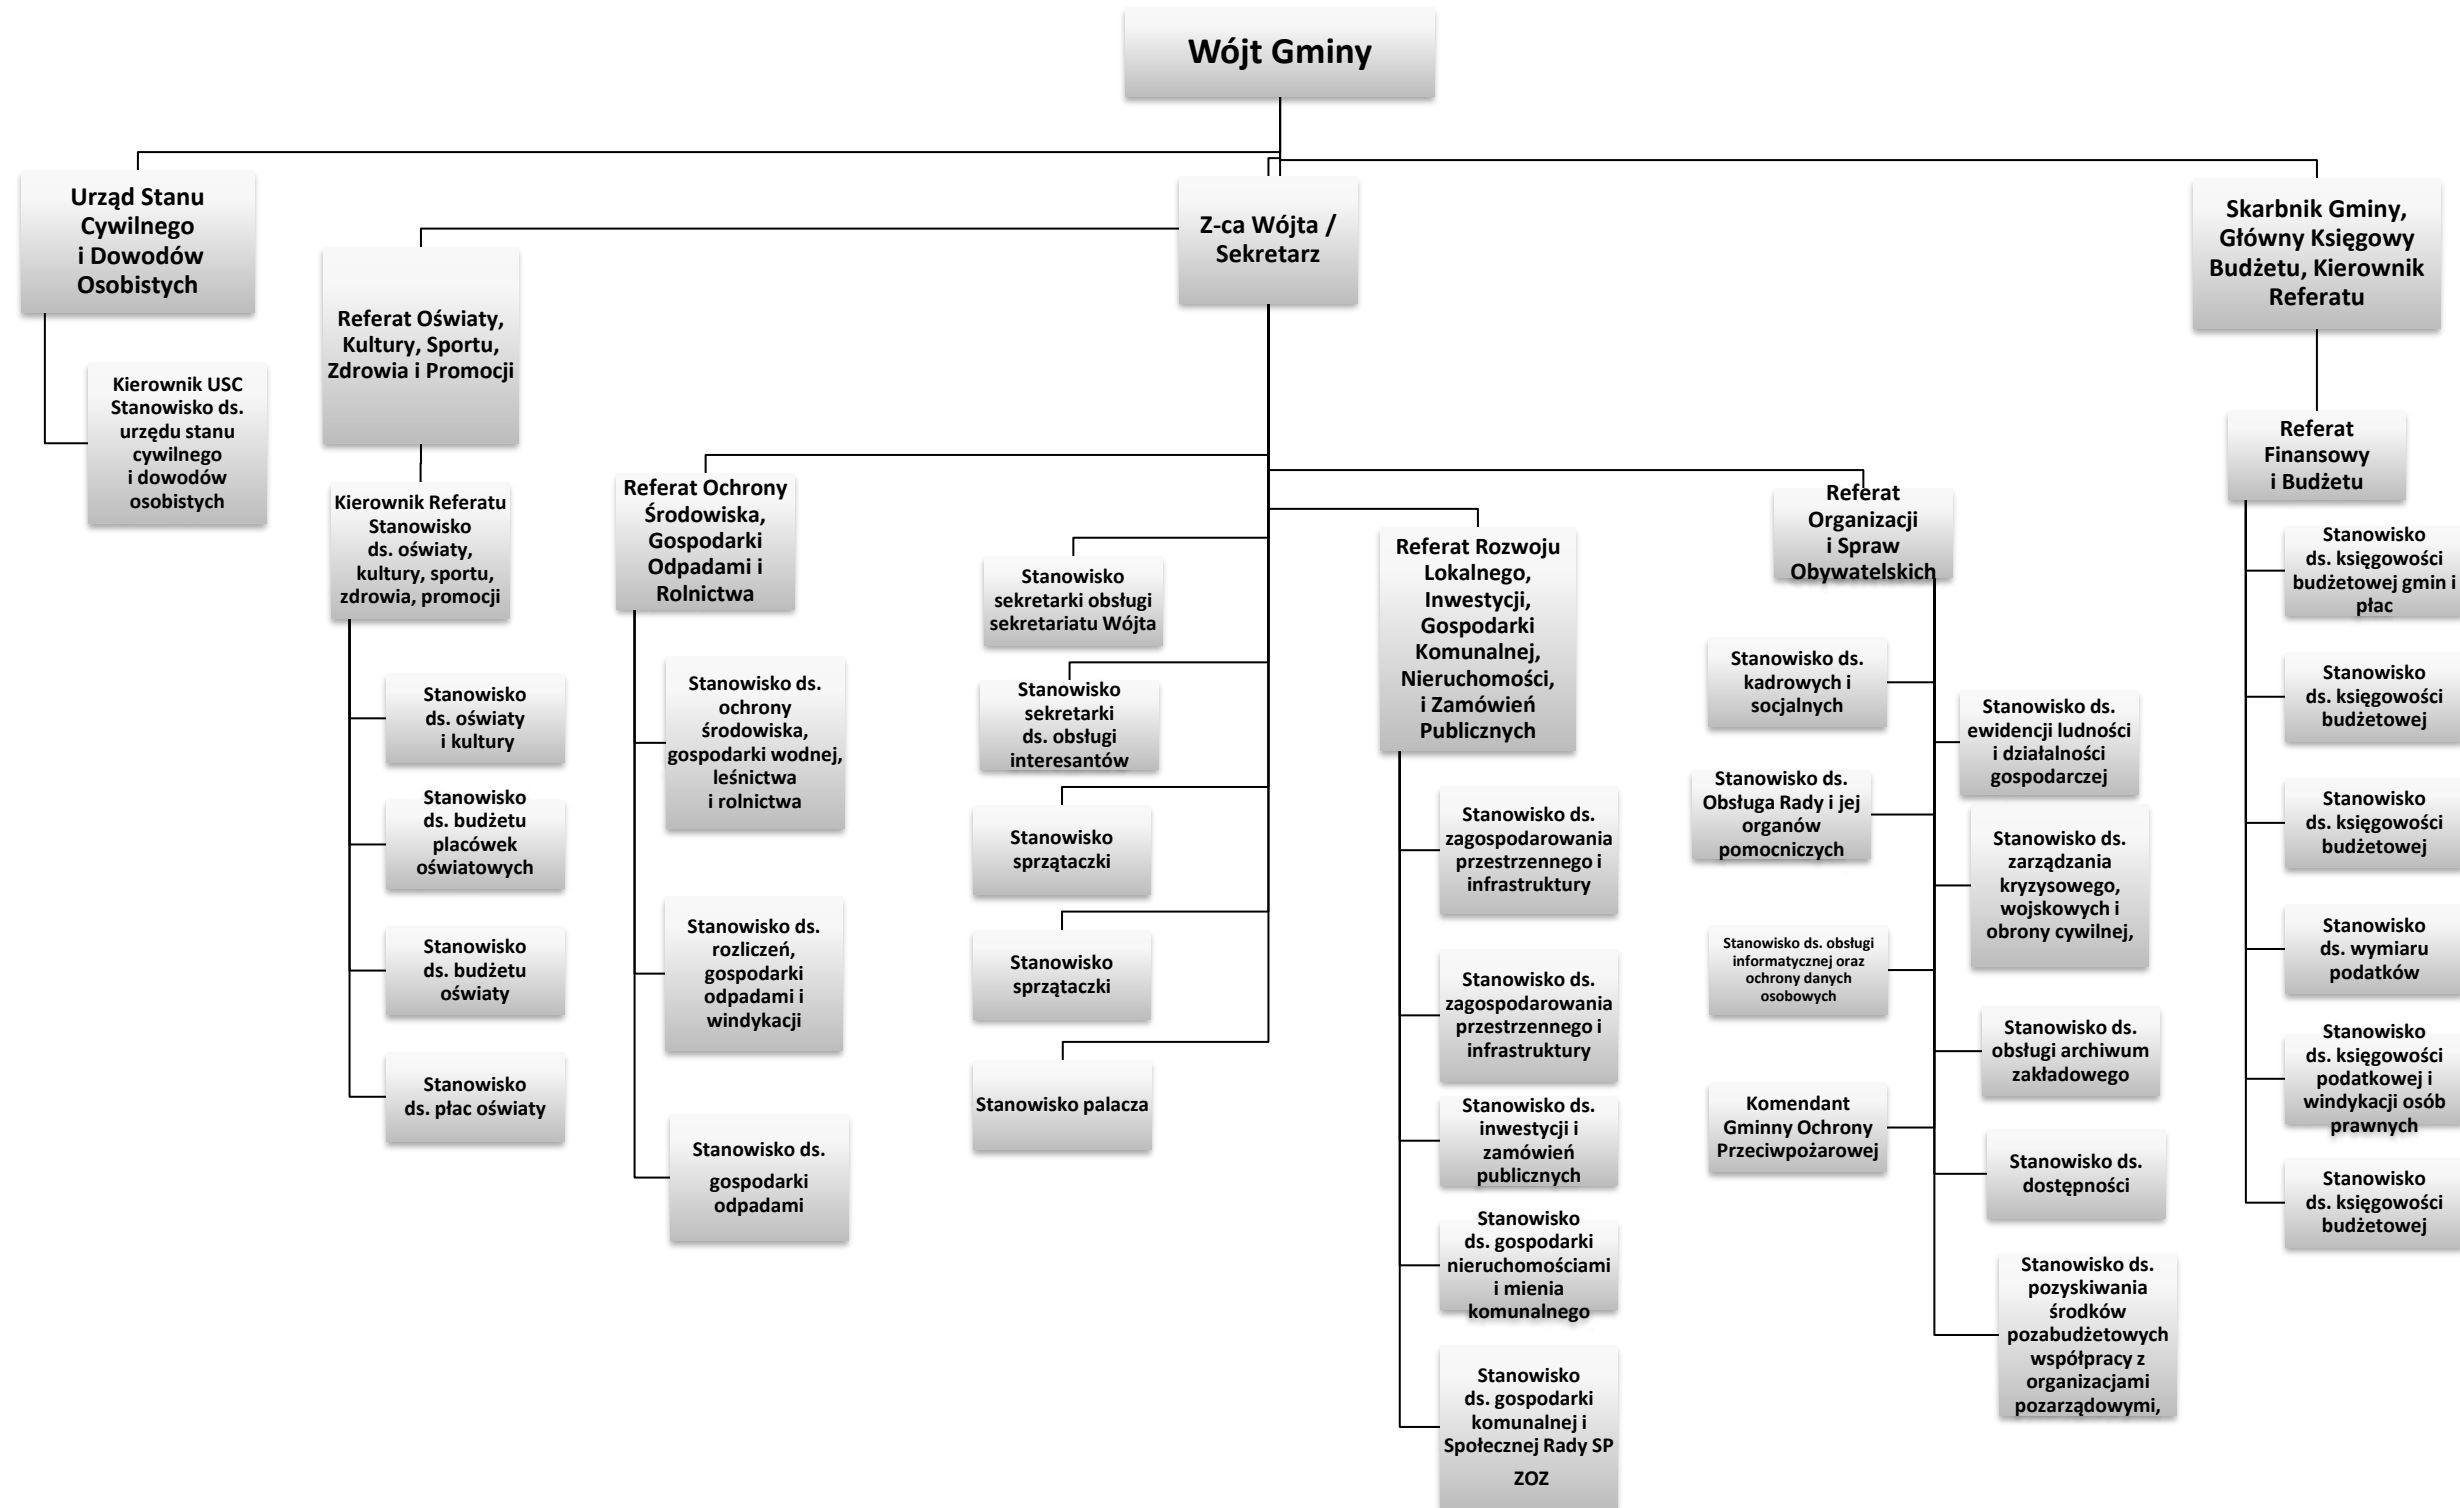 Wójt Gminy
Urząd Stanu
Cywilnego
i Dowodów
Osobistych
Kierownik USC
Stanowisko ds.
urzędu stanu
cywilnego
i dowodów
osobistych
Z-ca Wójta /
Sekretarz
Referat Oświaty,
Kultury, Sportu,
Zdrowia i Promocji
Kierownik Referatu
Stanowisko
ds. oświaty,
kultury, sportu,
zdrowia, promocji
Stanowisko
ds. oświaty
i kultury
Stanowisko
ds. budżetu
placówek
oświatowych
Stanowisko
ds. budżetu
oświaty
Stanowisko
ds. płac oświaty
Referat Ochrony
Środowiska,
Gospodarki
Odpadami i
Rolnictwa
Stanowisko ds.
ochrony
środowiska,
gospodarki wodnej,
leśnictwa
i rolnictwa
Stanowisko ds.
rozliczeń,
gospodarki
odpadami i
windykacji
Stanowisko ds.
gospodarki
odpadami
Stanowisko
sekretarki obsługi
sekretariatu Wójta
Stanowisko
sekretarki
ds. obsługi
interesantów
Stanowisko
sprzątaczki
Stanowisko
sprzątaczki
Stanowisko palacza
Referat Rozwoju
Lokalnego,
Inwestycji,
Gospodarki
Komunalnej,
Nieruchomości,
i Zamówień
Publicznych
Stanowisko ds.
zagospodarowania
przestrzennego i
infrastruktury
Stanowisko ds.
zagospodarowania
przestrzennego i
infrastruktury
Stanowisko ds.
inwestycji i
zamówień
publicznych
Stanowisko
ds. gospodarki
nieruchomościami
i mienia
komunalnego
Stanowisko
ds. gospodarki
komunalnej i
Społecznej Rady SP
ZOZ
Referat
Organizacji
i Spraw
Obywatelskich
Stanowisko ds.
kadrowych i
socjalnych
Stanowisko ds.
Obsługa Rady i jej
organów
pomocniczych
Stanowisko ds. obsługi
informatycznej oraz
ochrony danych
osobowych
Komendant
Gminny Ochrony
Przeciwpożarowej
Stanowisko ds.
ewidencji ludności
i działalności
gospodarczej
Stanowisko ds.
zarządzania
kryzysowego,
wojskowych i
obrony cywilnej,
Stanowisko ds.
obsługi archiwum
zakładowego
Stanowisko ds.
dostępności
Stanowisko ds.
pozyskiwania
środków
pozabudżetowych
współpracy z
organizacjami
pozarządowymi,
Skarbnik Gminy,
Główny Księgowy
Budżetu, Kierownik
Referatu
Referat
Finansowy
i Budżetu
Stanowisko
ds. księgowości
budżetowej gmin i
płac
Stanowisko
ds. księgowości
budżetowej
Stanowisko
ds. księgowości
budżetowej
Stanowisko
ds. wymiaru
podatków
Stanowisko
ds. księgowości
podatkowej i
windykacji osób
prawnych
Stanowisko
ds. księgowości
budżetowej